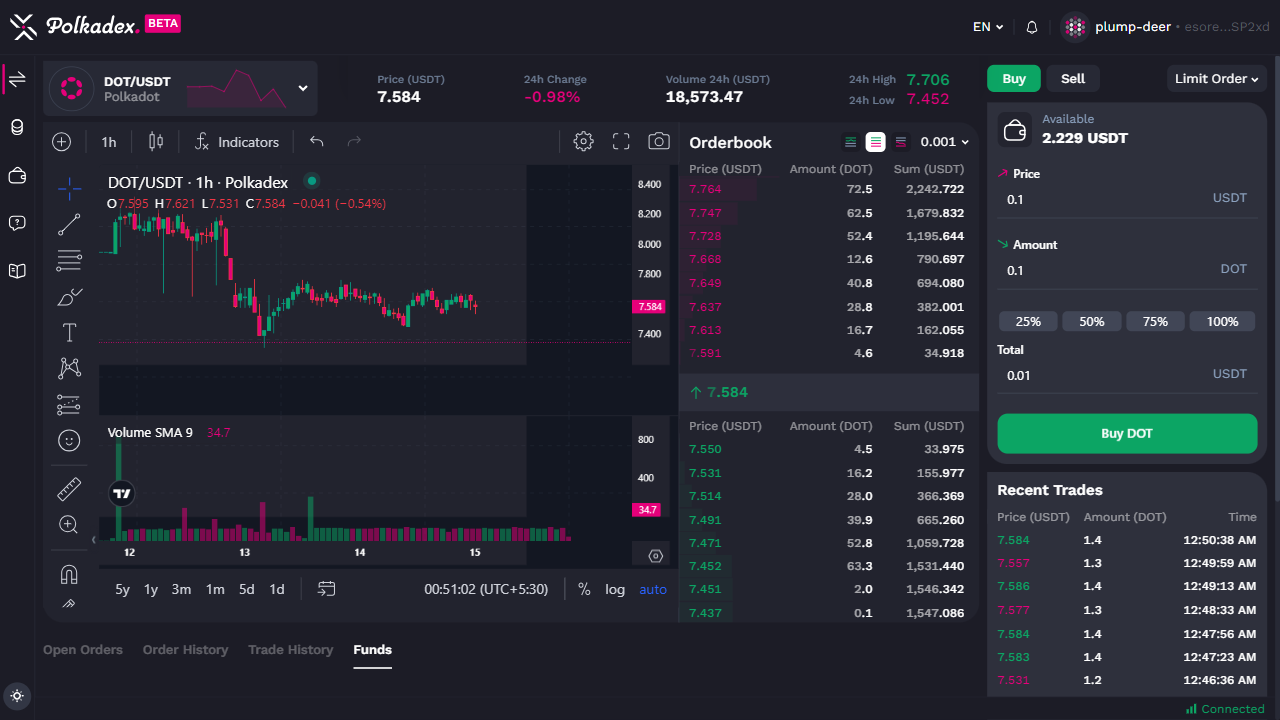 Polkadex. BETA
EN
plump-deer • esore...SP2xd
DOT/USDT
Polkadot
Price (USDT)
7.584
24h Change
-0.98%
Volume 24h (USDT)
18,573.47
24h High 7.706
24h Low 7.452
Buy Sell Limit Order
Available
2.229 USDT
Price
0.1 USDT
Amount
0.1 DOT
25% 50% 75% 100%
Total
0.01 USDT
Buy DOT
1h Indicators
DOT/USDT · 1h · Polkadex
O7.595 H7.621 L7.531 C7.584 −0.041 (−0.54%)
8.400
8.200
8.000
7.800
7.584
7.400
Volume SMA 9 34.7
800
400
34.7
12 13 14 15
5y 1y 3m 1m 5d 1d 00:51:02 (UTC+5:30) % log auto
Orderbook 0.001
Price (USDT) Amount (DOT) Sum (USDT)
7.764 72.5 2,242.722
7.747 62.5 1,679.832
7.728 52.4 1,195.644
7.668 12.6 790.697
7.649 40.8 694.080
7.637 28.8 382.001
7.613 16.7 162.055
7.591 4.6 34.918
7.584
Price (USDT) Amount (DOT) Sum (USDT)
7.550 4.5 33.975
7.531 16.2 155.977
7.514 28.0 366.369
7.491 39.9 665.260
7.471 52.8 1,059.728
7.452 63.3 1,531.440
7.451 2.0 1,546.342
7.437 0.1 1,547.086
Recent Trades
Price (USDT) Amount (DOT) Time
7.584 1.4 12:50:38 AM
7.557 1.3 12:49:59 AM
7.586 1.4 12:49:13 AM
7.577 1.3 12:48:33 AM
7.584 1.4 12:47:56 AM
7.583 1.4 12:47:23 AM
7.531 1.2 12:46:36 AM
Open Orders Order History Trade History Funds
Connected